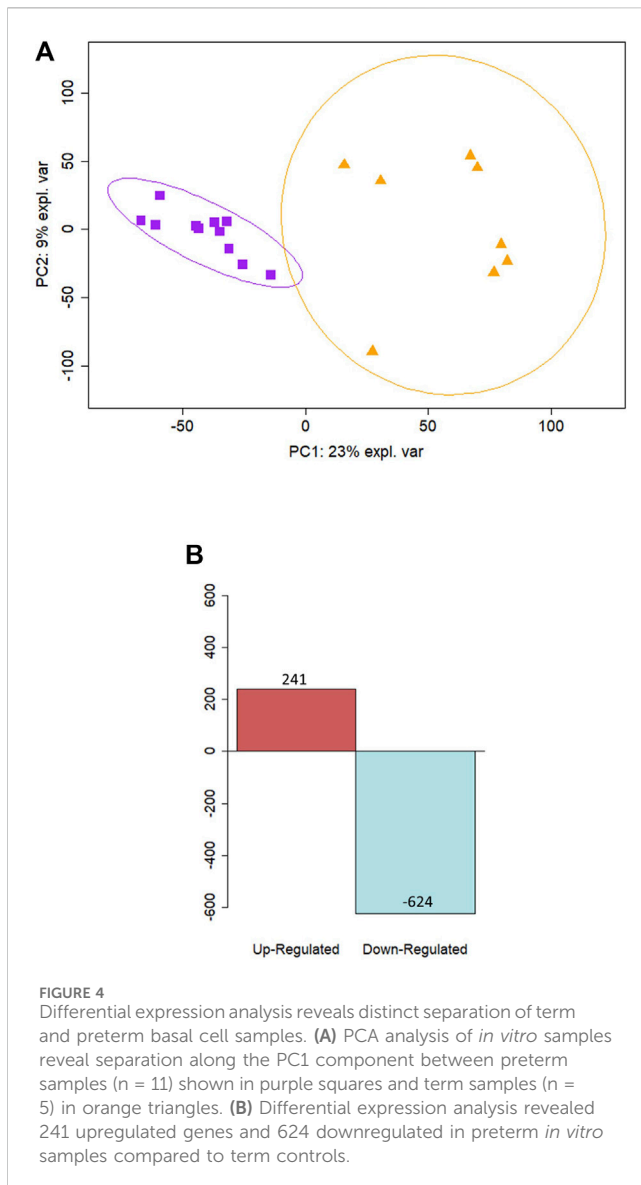 A
100
50
0
-50
-100
PC2: 9% expl. var
-50
0
50
100
PC1: 23% expl. var
B
600
400
200
0
-200
-400
-600
241
-624
Up-Regulated
Down-Regulated
FIGURE 4
Differential expression analysis reveals distinct separation of term
and preterm basal cell samples. (A) PCA analysis of in vitro samples
reveal separation along the PC1 component between preterm
samples (n = 11) shown in purple squares and term samples (n =
5) in orange triangles. (B) Differential expression analysis revealed
241 upregulated genes and 624 downregulated in preterm in vitro
samples compared to term controls.